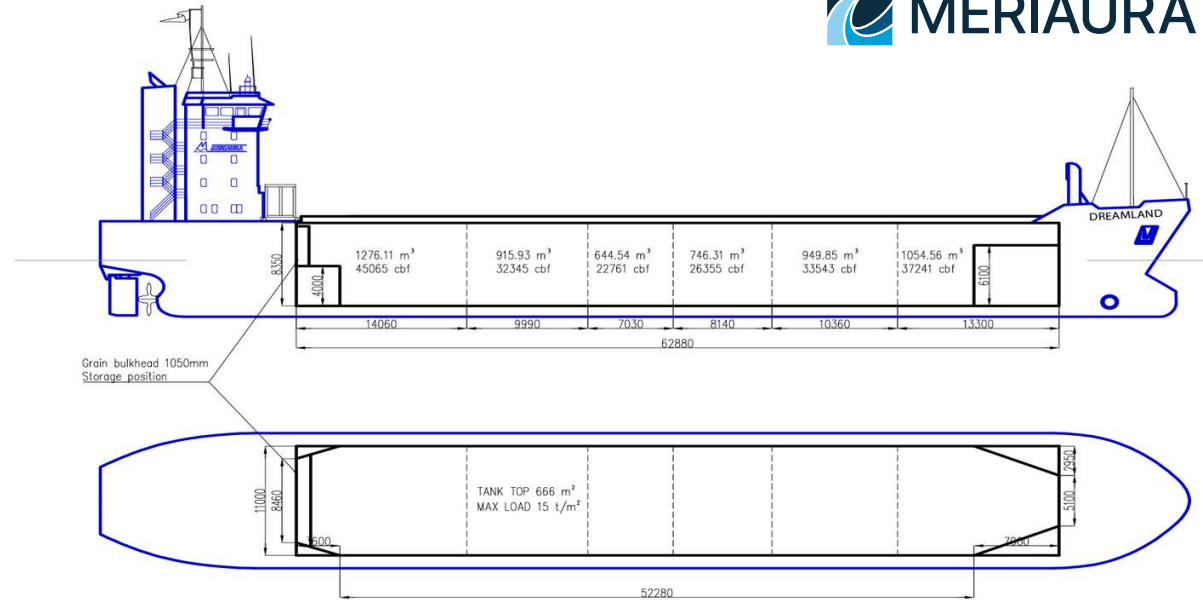 MERIAURA
DREAMLAND
8350
4000
1276.11 m³
45065 cbf
915.93 m³
32345 cbf
644.54 m³
22761 cbf
746.31 m³
26355 cbf
949.85 m³
33543 cbf
1054.56 m³
37241 cbf
6100
14060
9990
7030
8140
10360
13300
62880
Grain bulkhead 1050mm
Storage position
11000
8460
TANK TOP 666 m²
MAX LOAD 15 t/m²
2950
5100
3600
7000
52280